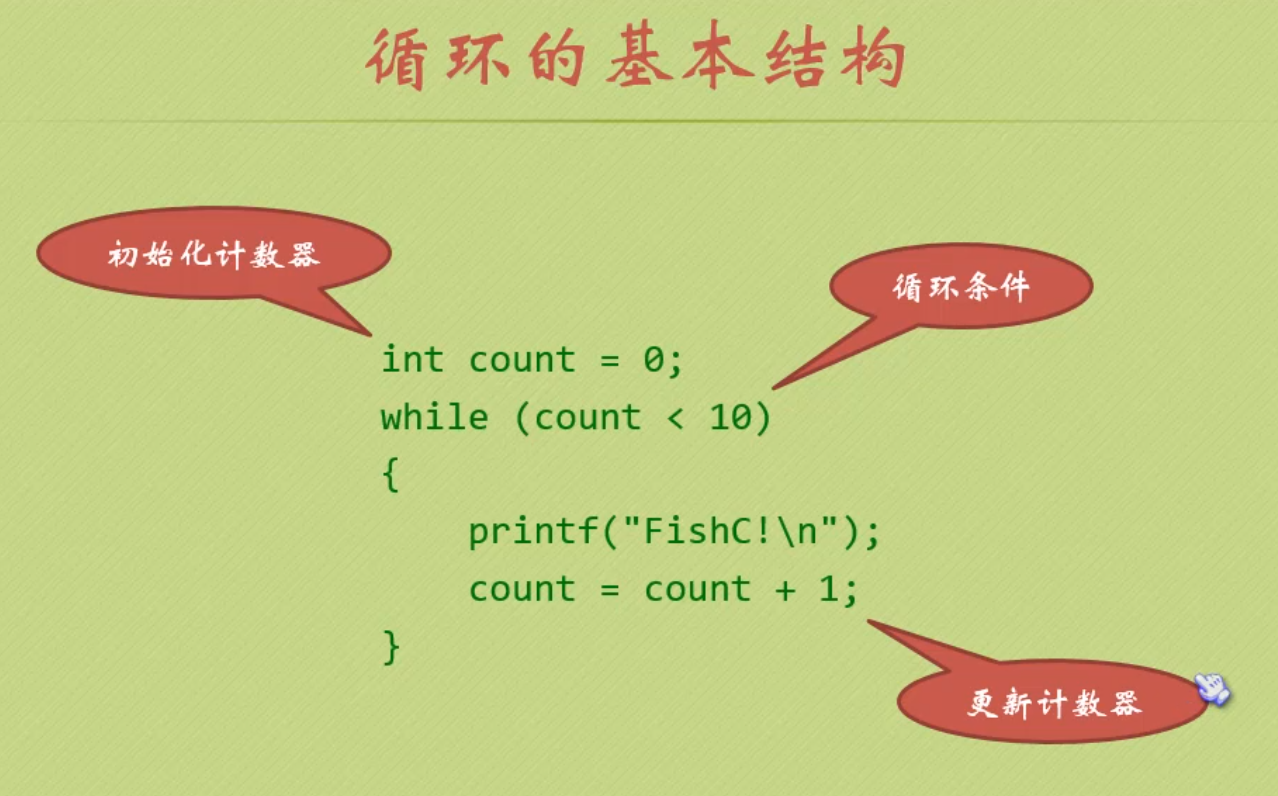 循环的基本结构
初始化计数器
循环条件
int count = 0;
while (count < 10)
{
    printf("FishC!\n");
    count = count + 1;
}
更新计数器